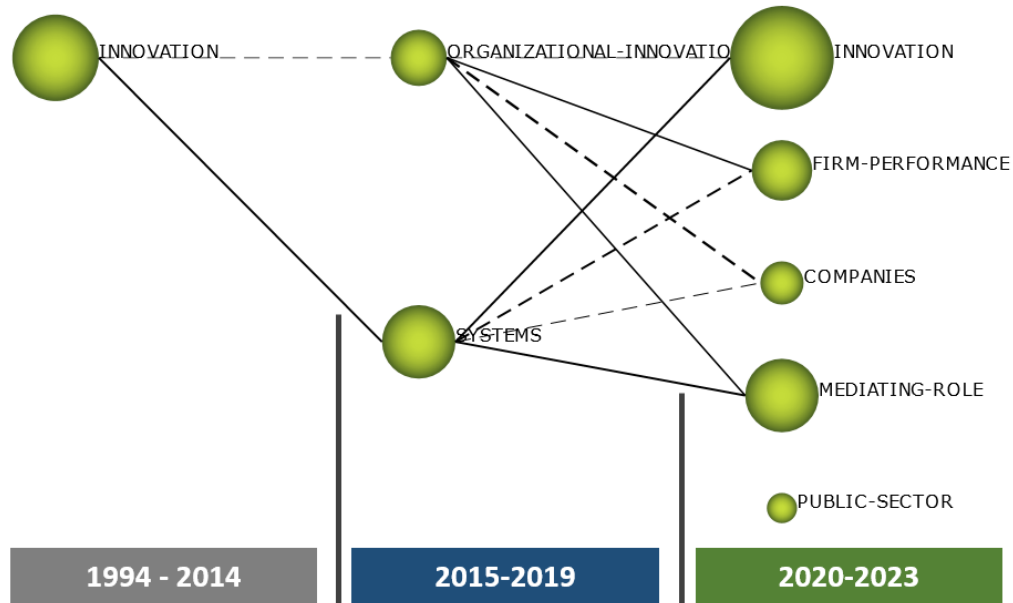 INNOVATION
ORGANIZATIONAL-INNOVATIO
INNOVATION
FIRM-PERFORMANCE
COMPANIES
SYSTEMS
MEDIATING-ROLE
PUBLIC-SECTOR
1994 - 2014
2015-2019
2020-2023